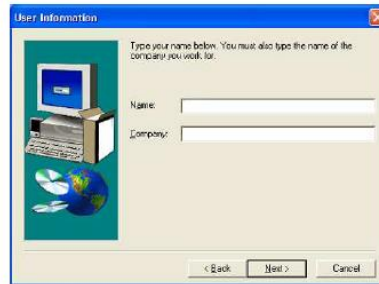 User Information
Type your name below. You must also type the name of the
company you work for.
Name:
Company:
< Back
Next >
Cancel